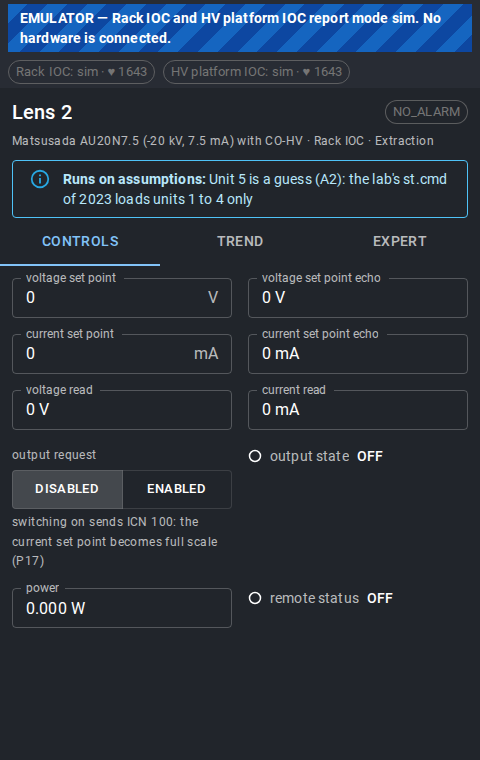 EMULATOR — Rack IOC and HV platform IOC report mode sim. No
hardware is connected.
Rack IOC: sim · ♥ 1643
HV platform IOC: sim · ♥ 1643
Lens 2
NO_ALARM
Matsusada AU20N7.5 (-20 kV, 7.5 mA) with CO-HV · Rack IOC · Extraction
Runs on assumptions: Unit 5 is a guess (A2): the lab's st.cmd
of 2023 loads units 1 to 4 only
CONTROLS
TREND
EXPERT
voltage set point
0 V
voltage set point echo
0 V
current set point
0 mA
current set point echo
0 mA
voltage read
0 V
current read
0 mA
output request
DISABLED
ENABLED
switching on sends ICN 100: the
current set point becomes full scale
(P17)
output state OFF
power
0.000 W
remote status OFF